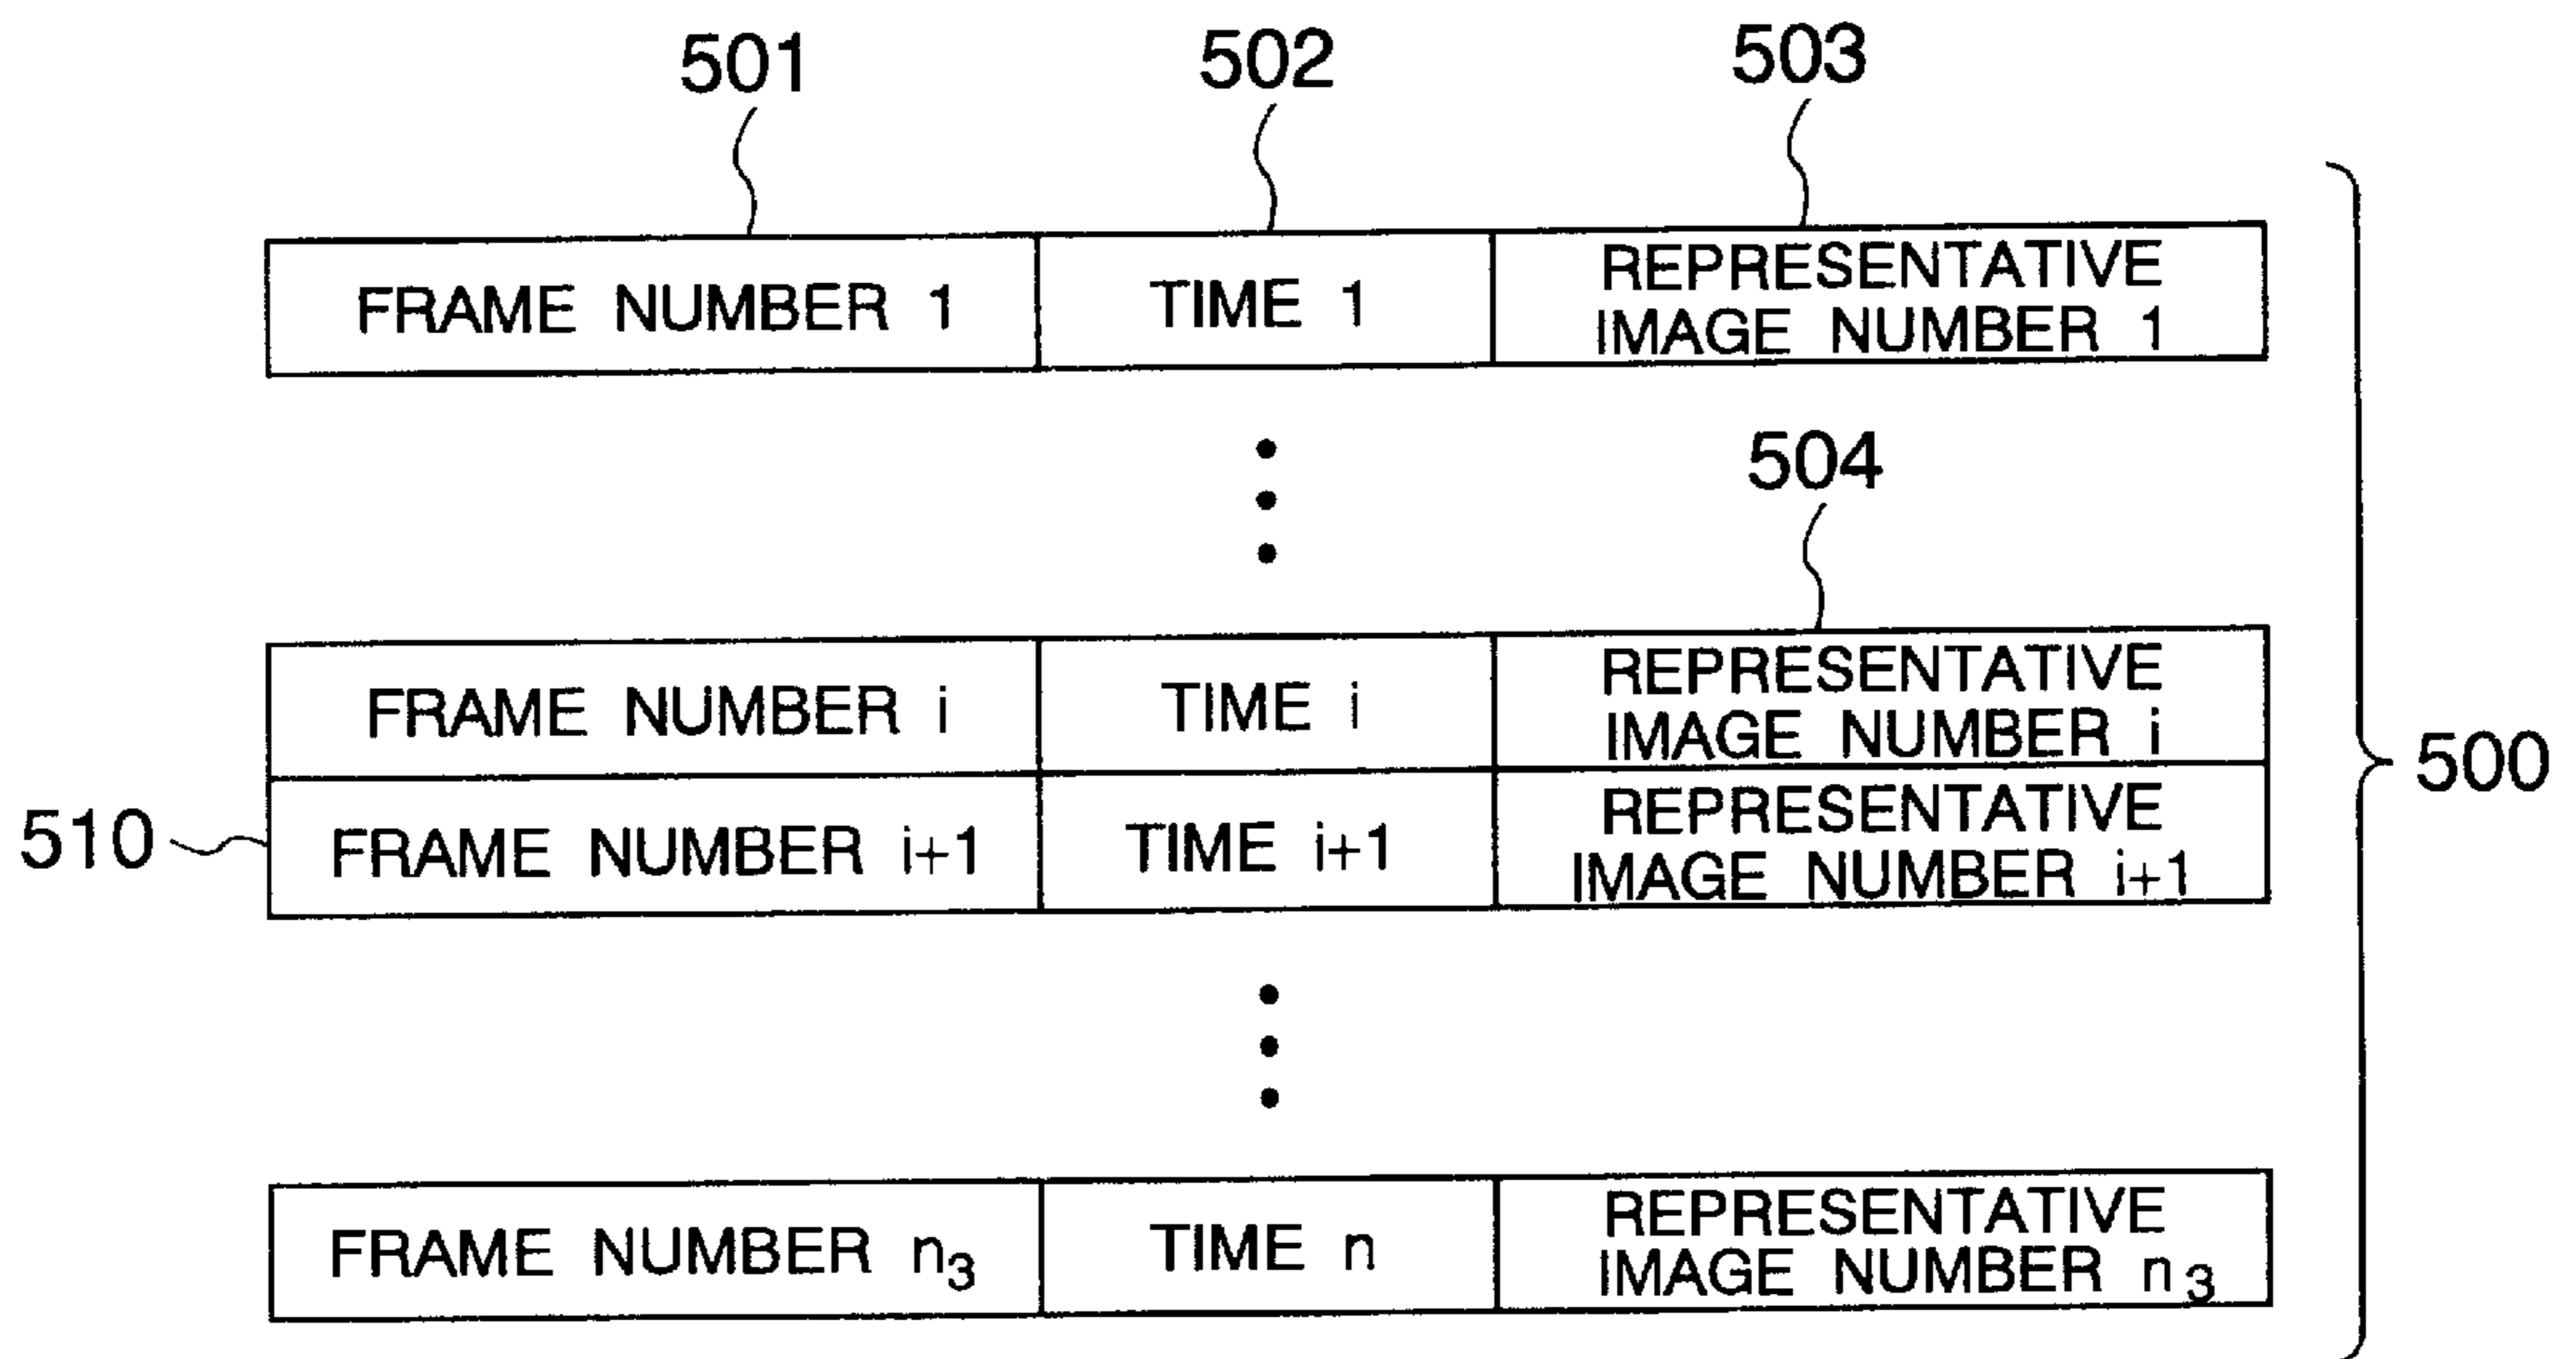 501 502 503
FRAME NUMBER 1 TIME 1 REPRESENTATIVE
IMAGE NUMBER 1
504
FRAME NUMBER i TIME i REPRESENTATIVE
IMAGE NUMBER i
500
510 FRAME NUMBER i+1 TIME i+1 REPRESENTATIVE
IMAGE NUMBER i+1
FRAME NUMBER n₃ TIME n REPRESENTATIVE
IMAGE NUMBER n₃